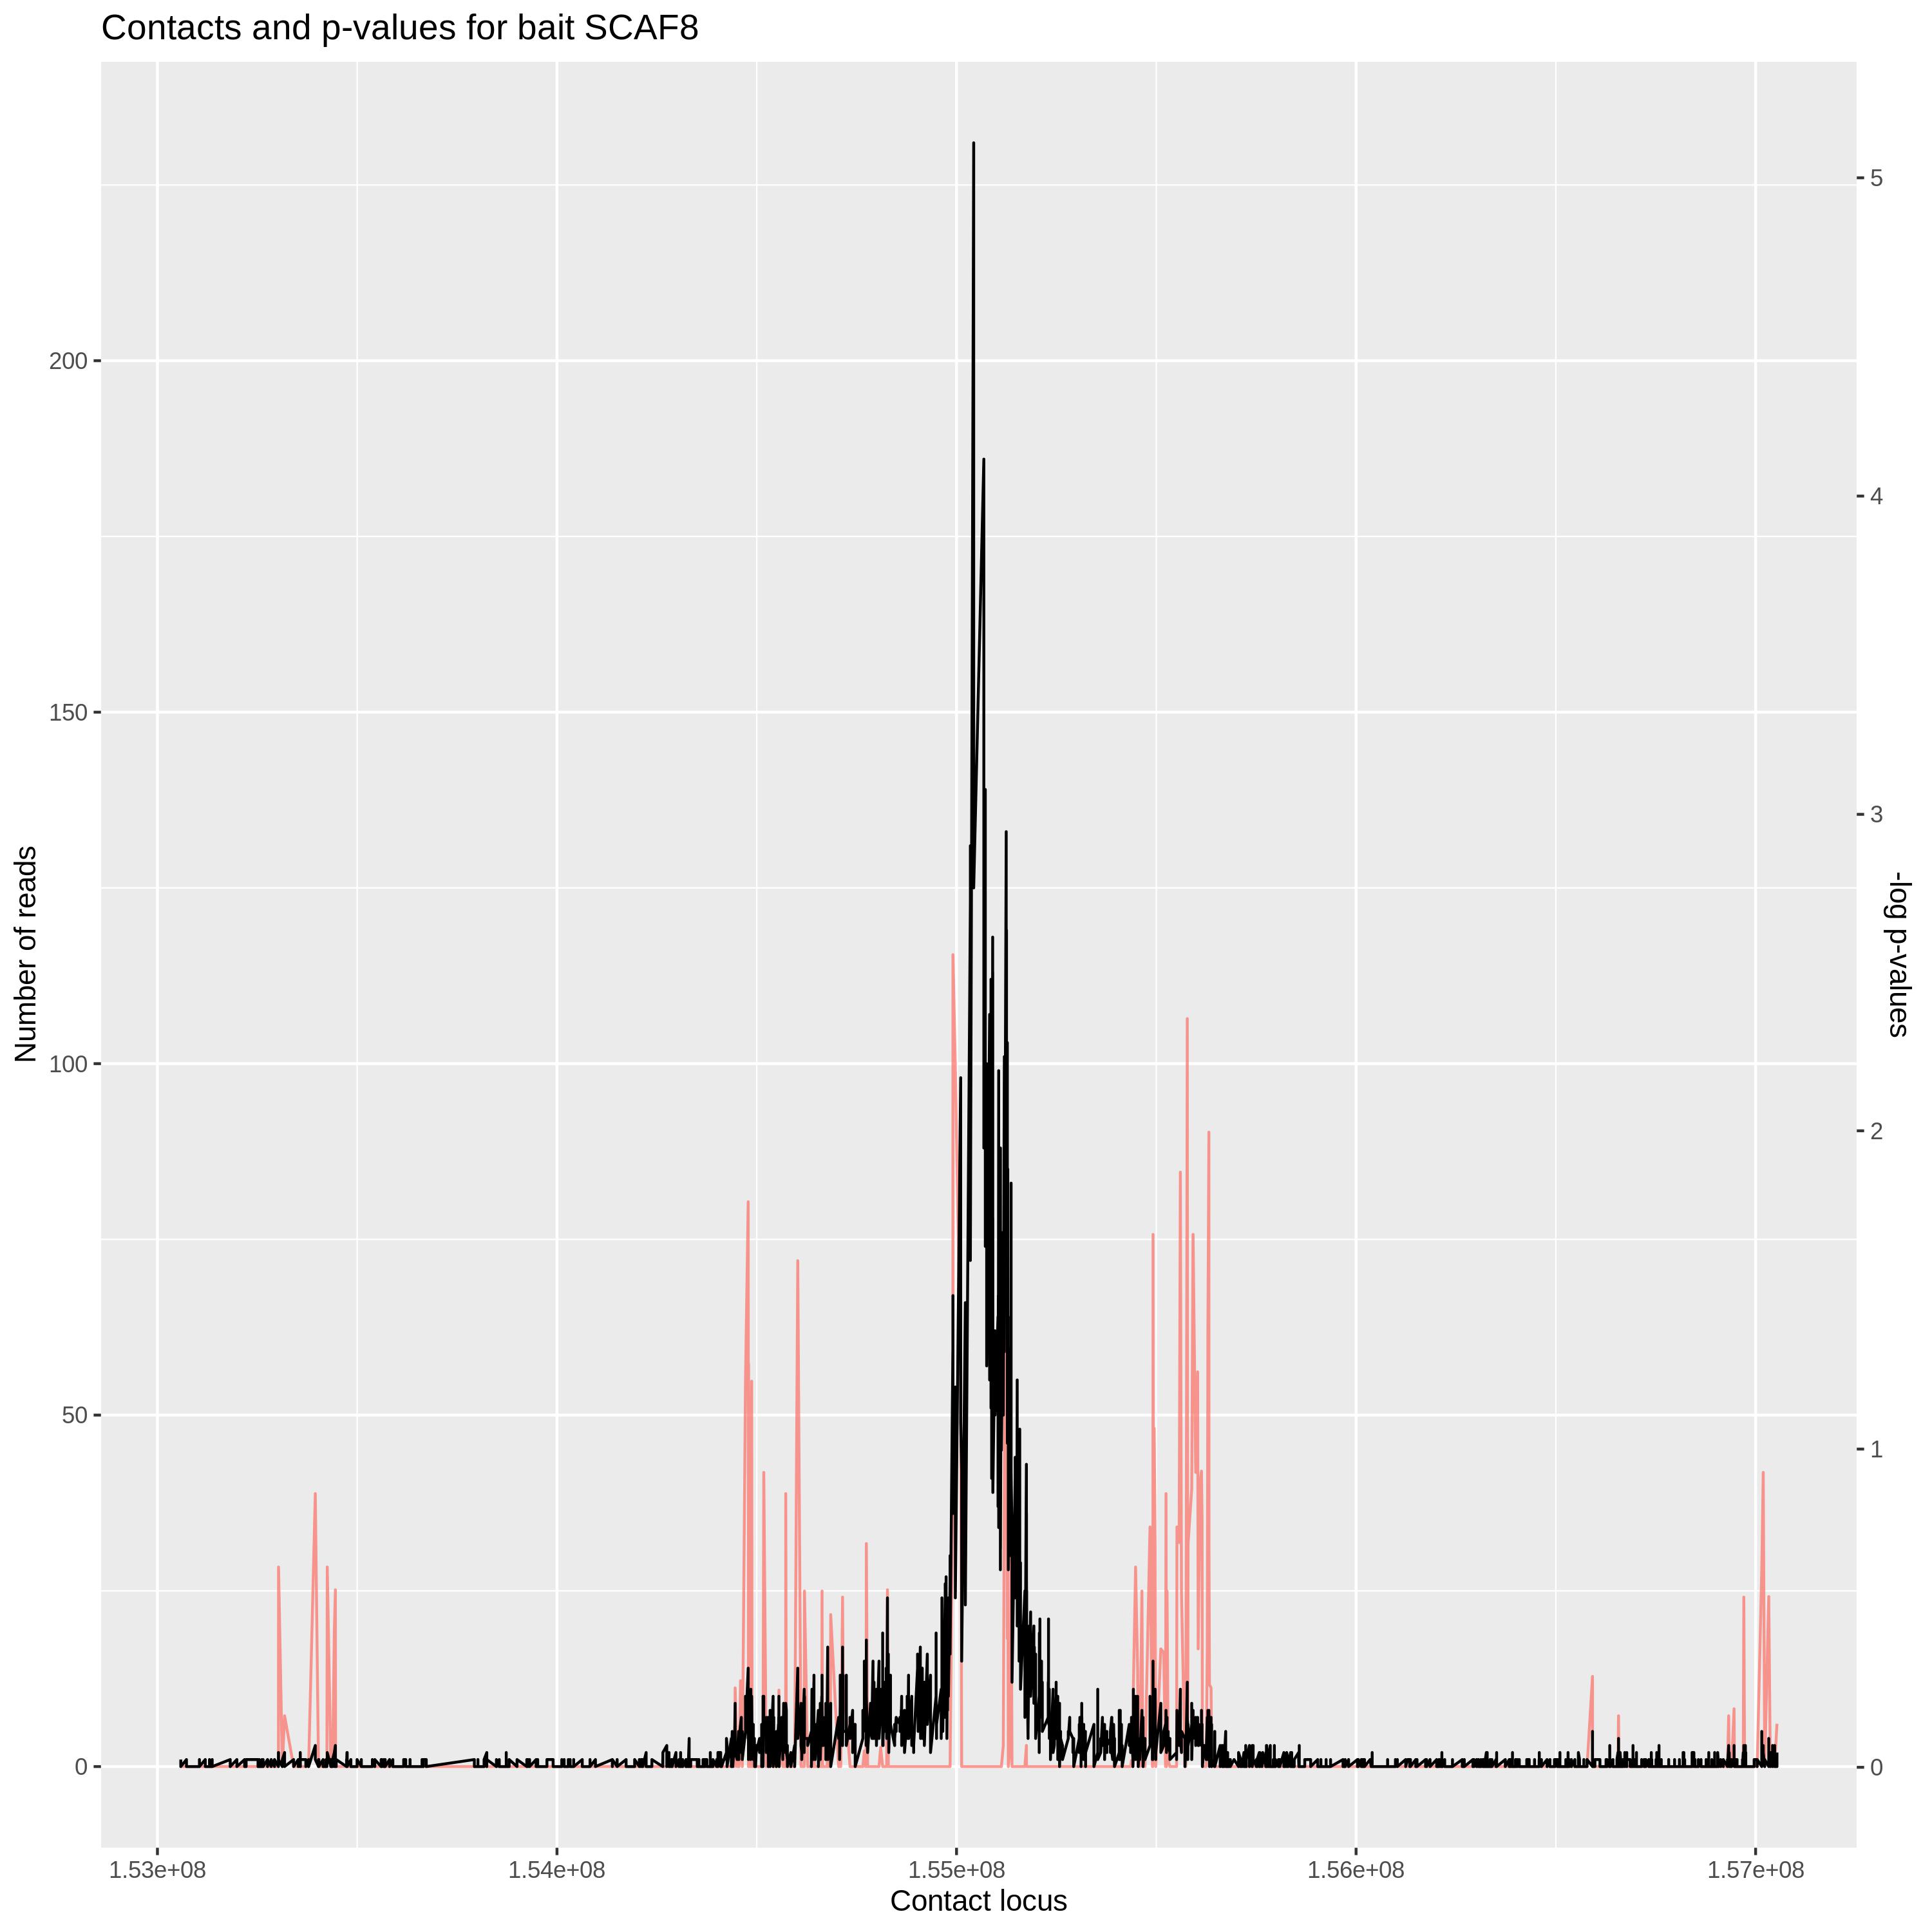 Contacts and p-values for bait SCAF8
200
150
100
50
0
Number of reads
5
4
3
2
1
0
-log p-values
1.53e+08 1.54e+08 1.55e+08 1.56e+08 1.57e+08
Contact locus